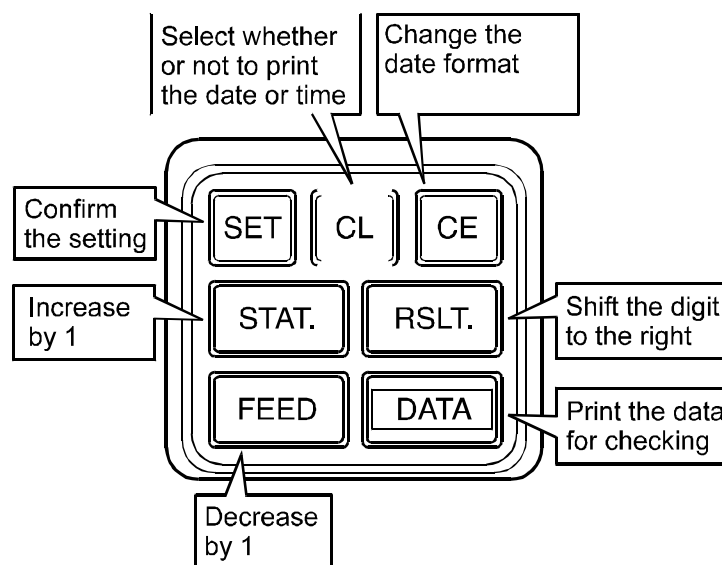 Select whether
or not to print
the date or time
Change the
date format
Confirm
the setting
SET
CL
CE
Increase
by 1
STAT.
RSLT.
Shift the digit
to the right
FEED
DATA
Print the data
for checking
Decrease
by 1